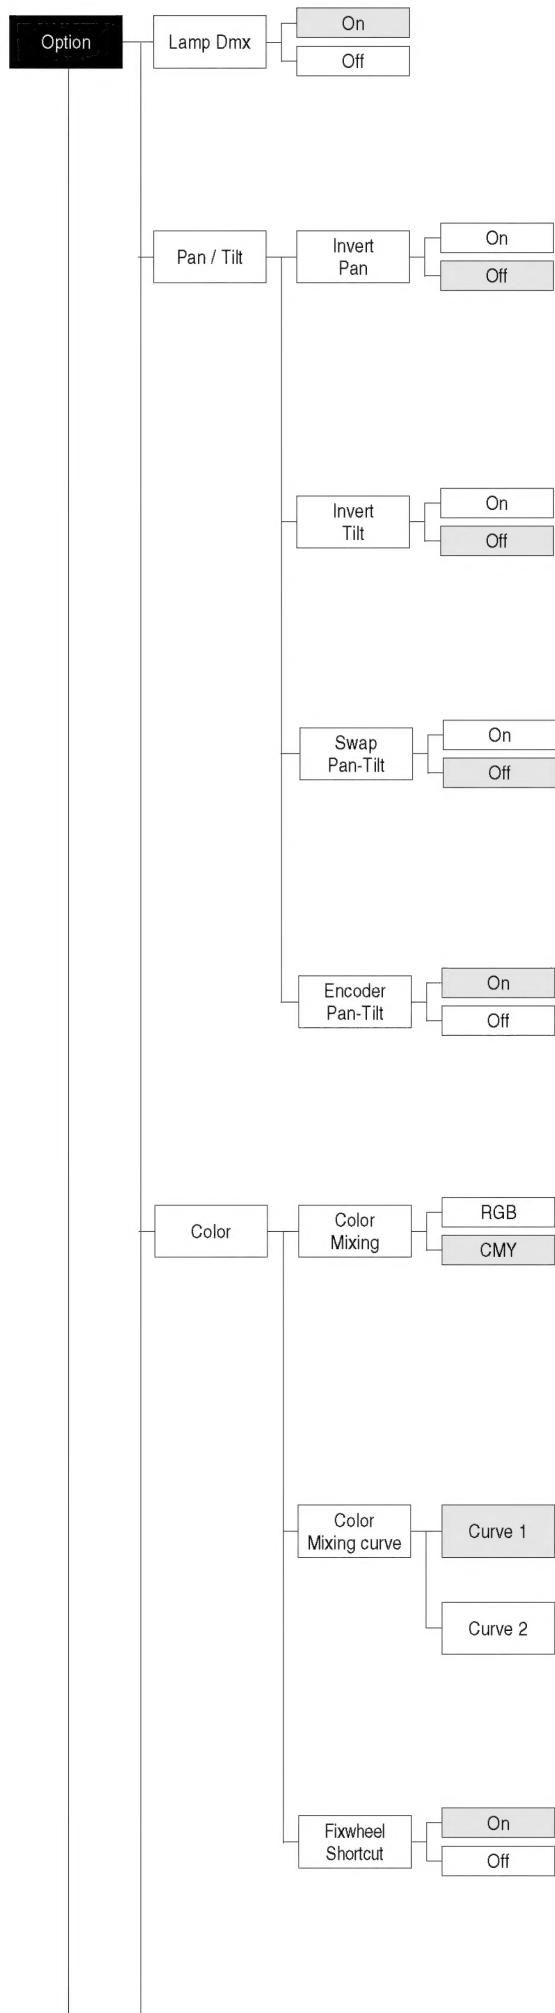 Option
Lamp Dmx
On
Off
Pan / Tilt
Invert
Pan
On
Off
Invert
Tilt
On
Off
Swap
Pan-Tilt
On
Off
Encoder
Pan-Tilt
On
Off
Color
Color
Mixing
RGB
CMY
Color
Mixing curve
Curve 1
Curve 2
Fixwheel
Shortcut
On
Off